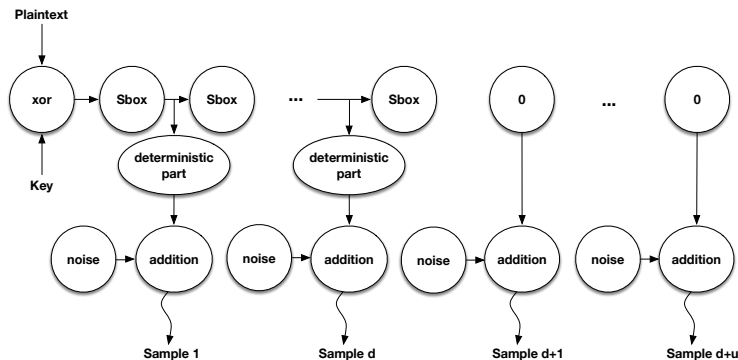 Plaintext
xor
Sbox
Sbox
...
Sbox
0
...
0
deterministic
part
deterministic
part
Key
noise
addition
noise
addition
noise
addition
noise
addition
Sample 1
Sample d
Sample d+1
Sample d+u